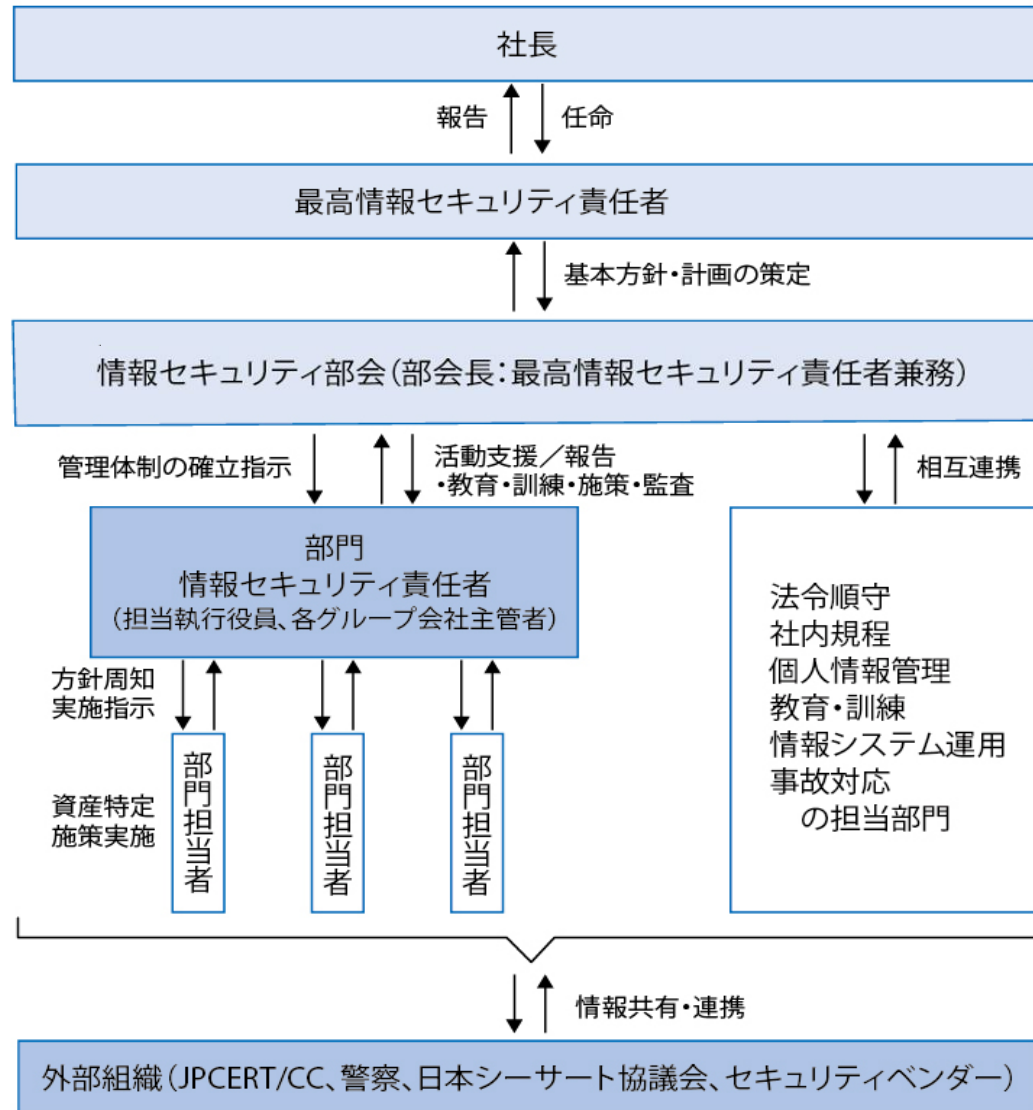 社長
報告
任命
最高情報セキュリティ責任者
基本方針・計画の策定
情報セキュリティ部会(部会長:最高情報セキュリティ責任者兼務)
管理体制の確立指示
活動支援/報告
・教育・訓練・施策・監査
相互連携
部門
情報セキュリティ責任者
(担当執行役員、各グループ会社主管者)
方針周知
実施指示
資産特定
施策実施
部門担当者
部門担当者
部門担当者
法令順守
社内規程
個人情報管理
教育・訓練
情報システム運用
事故対応
の担当部門
情報共有・連携
外部組織(JPCERT/CC、警察、日本シーサート協議会、セキュリティベンダー)